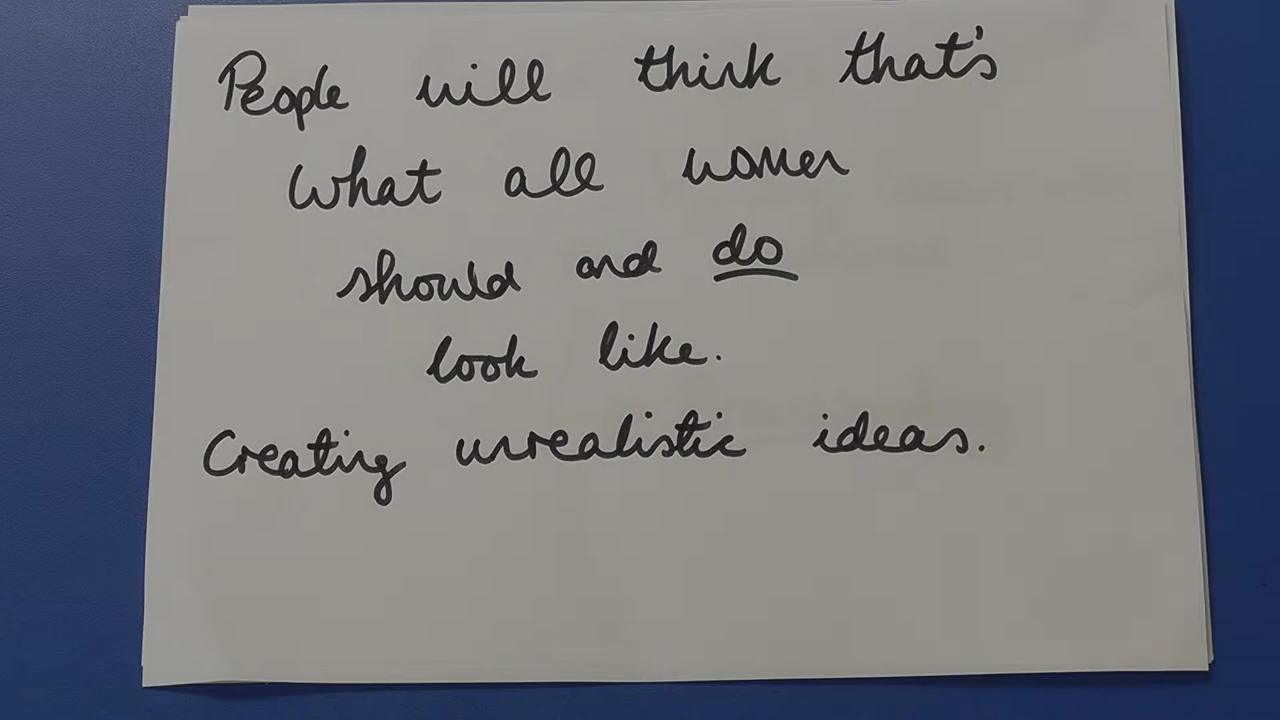 People will think that's
what all women
should and do
look like.
Creating unrealistic ideas.